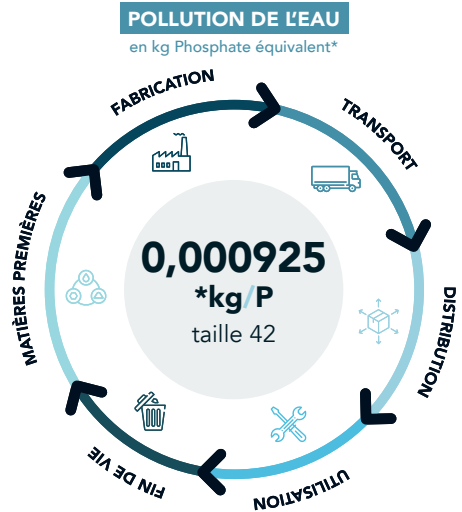 POLLUTION DE L'EAU
en kg Phosphate équivalent*
FABRICATION
TRANSPORT
MATIÈRES PREMIÈRES
0,000925
*kg/P
taille 42
DISTRIBUTION
FIN DE VIE
UTILISATION